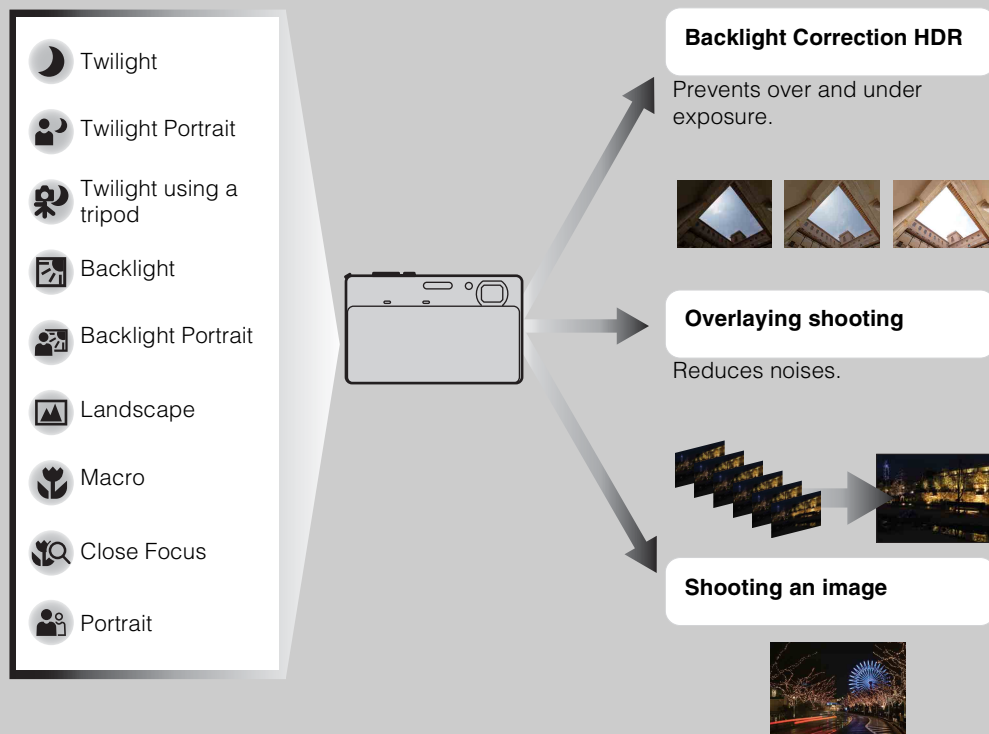 Twilight
Twilight Portrait
Twilight using a
tripod
Backlight
Backlight Portrait
Landscape
Macro
Close Focus
Portrait
Backlight Correction HDR
Prevents over and under
exposure.
Overlaying shooting
Reduces noises.
Shooting an image